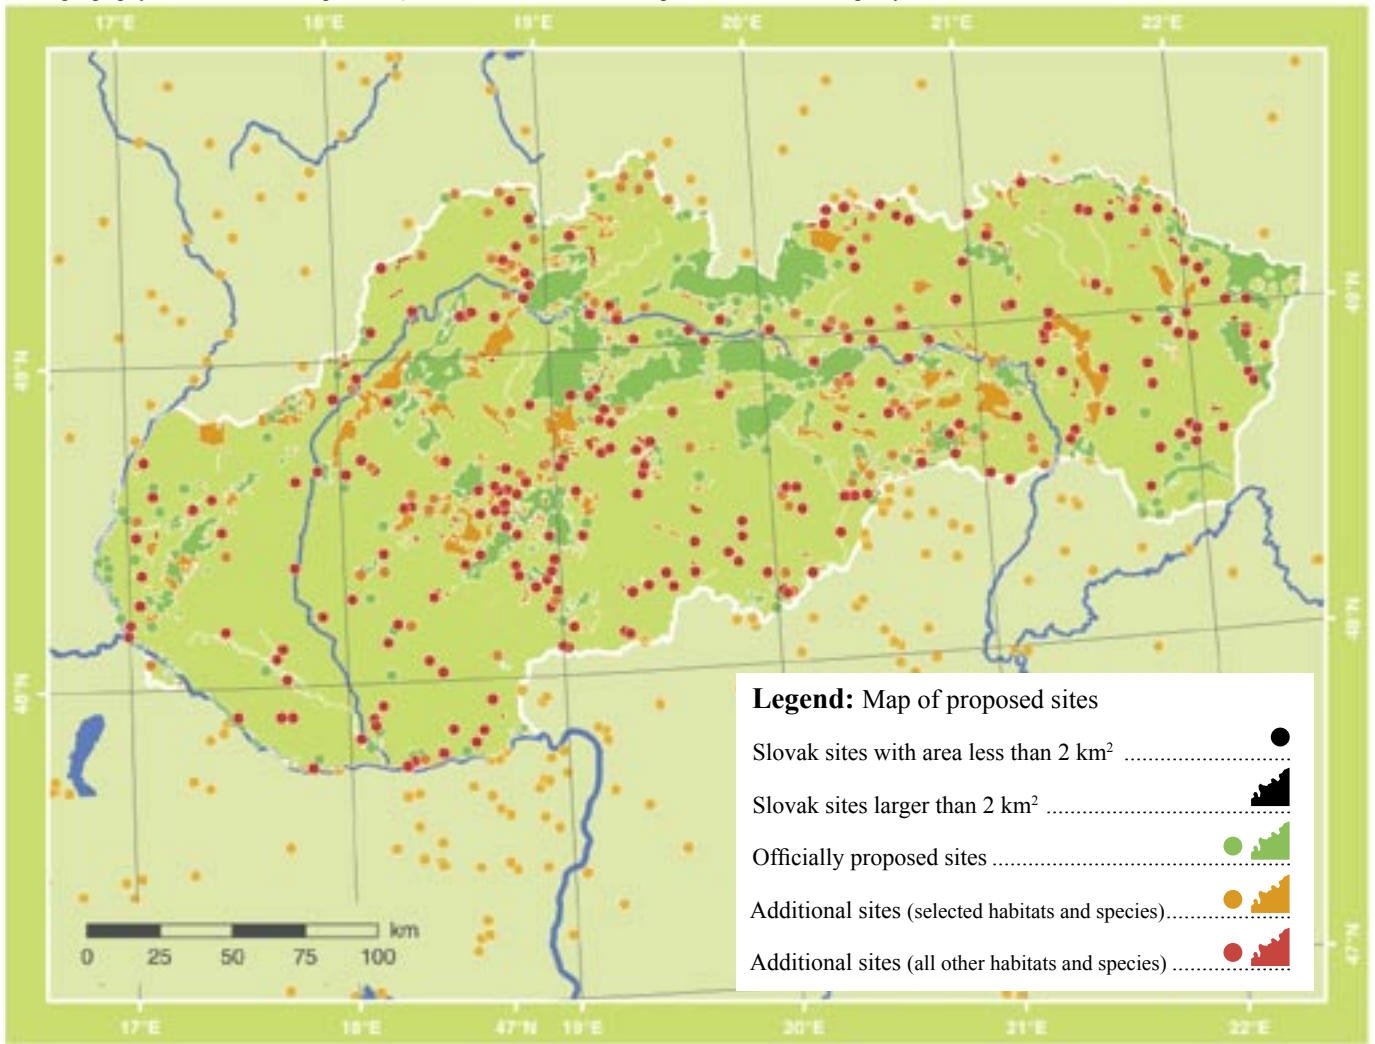 17°E 18°E 19°E 20°E 21°E 22°E
49°N
49°N
48°N
48°N
47°N
Legend: Map of proposed sites
Slovak sites with area less than 2 km²
Slovak sites larger than 2 km²
Officially proposed sites
Additional sites (selected habitats and species)
Additional sites (all other habitats and species)
km
0 25 50 75 100
17°E 18°E 47°N 19°E 20°E 21°E 22°E